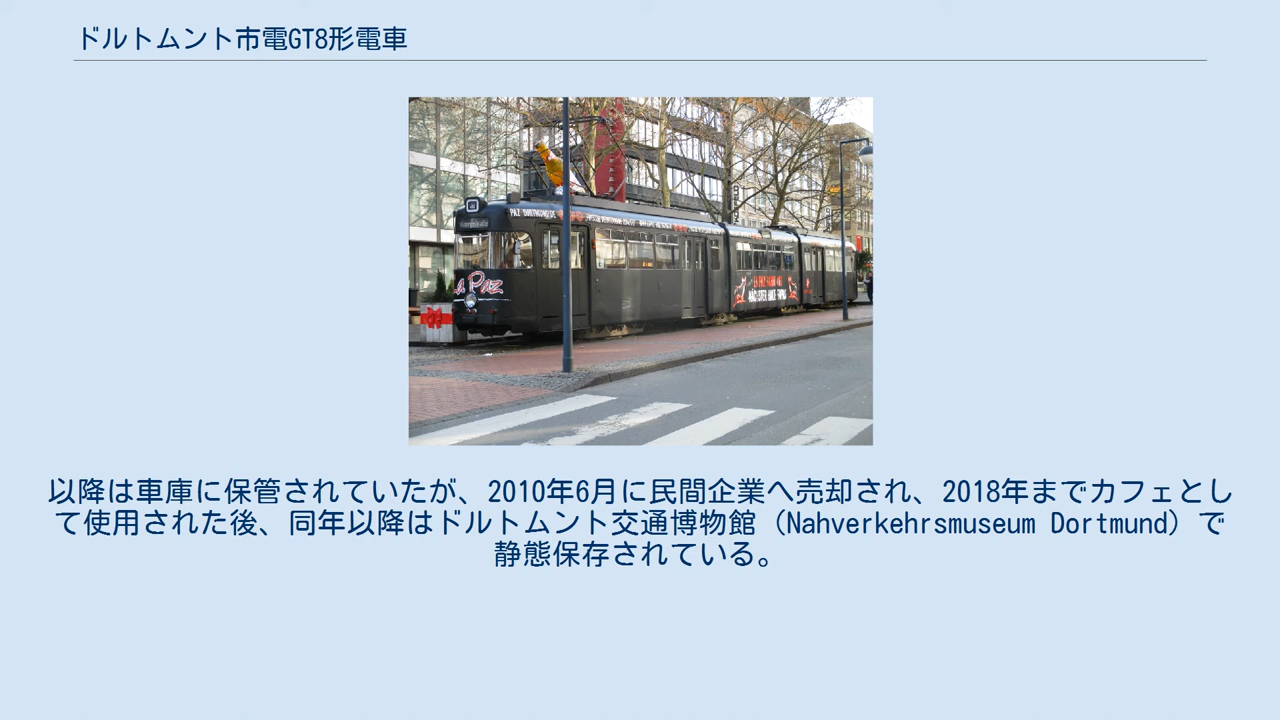 ドルトムント市電GT8形電車
La Paz
以降は車庫に保管されていたが、2010年6月に民間企業へ売却され、2018年までカフェとし
て使用された後、同年以降はドルトムント交通博物館（Nahverkehrsmuseum Dortmund）で
静態保存されている。